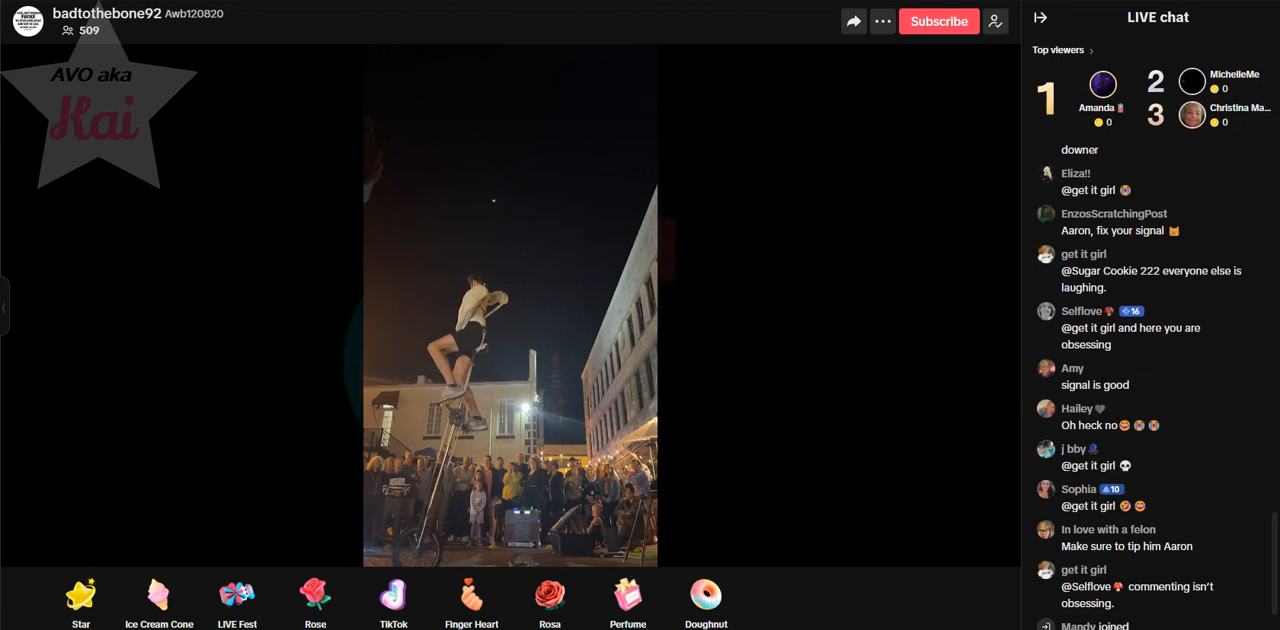 badtothebone92 Awb120820
509
Subscribe
AVO aka
Kai
LIVE chat
Top viewers
1
Amanda
0
2
MichelleMe
0
3
Christina Ma...
0
downer
Eliza!!
@get it girl 😭
EnzosScratchingPost
Aaron, fix your signal 🐱
get it girl
@Sugar Cookie 222 everyone else is
laughing.
Selflove🍄 16
@get it girl and here you are
obsessing
Amy
signal is good
Hailey🖤
Oh heck no😂😭😭
j bby
@get it girl 💀
Sophia 10
@get it girl 🤣😂
In love with a felon
Make sure to tip him Aaron
get it girl
@Selflove🍄 commenting isn't
obsessing.
Mandy joined
Star
Ice Cream Cone
LIVE Fest
Rose
TikTok
Finger Heart
Rosa
Perfume
Doughnut